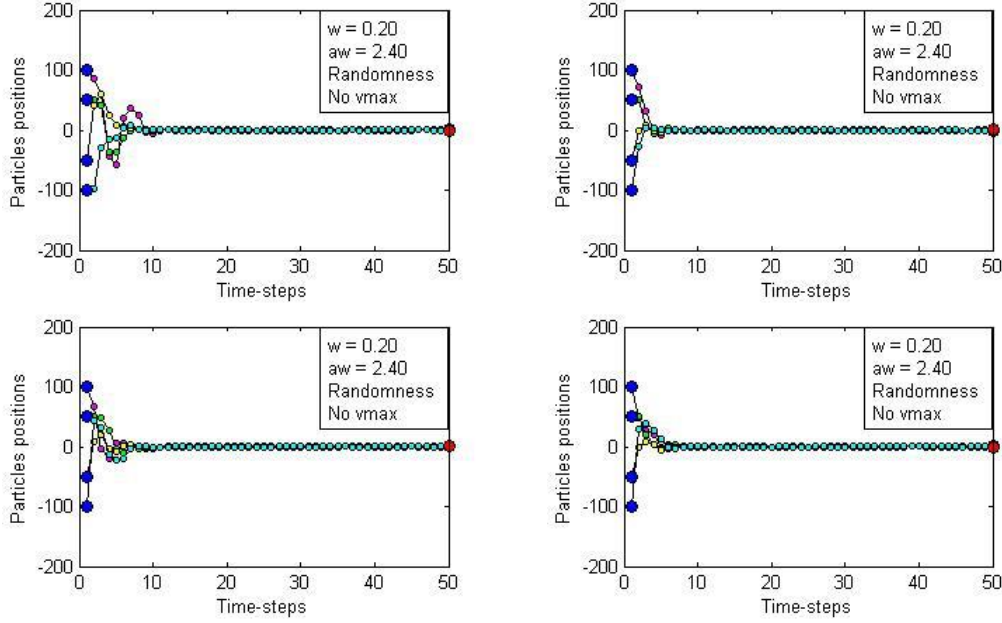 200
100
0
-100
-200
Particles positions
w = 0.20
aw = 2.40
Randomness
No vmax
0 10 20 30 40 50
Time-steps
200
100
0
-100
-200
Particles positions
w = 0.20
aw = 2.40
Randomness
No vmax
0 10 20 30 40 50
Time-steps
200
100
0
-100
-200
Particles positions
w = 0.20
aw = 2.40
Randomness
No vmax
0 10 20 30 40 50
Time-steps
200
100
0
-100
-200
Particles positions
w = 0.20
aw = 2.40
Randomness
No vmax
0 10 20 30 40 50
Time-steps